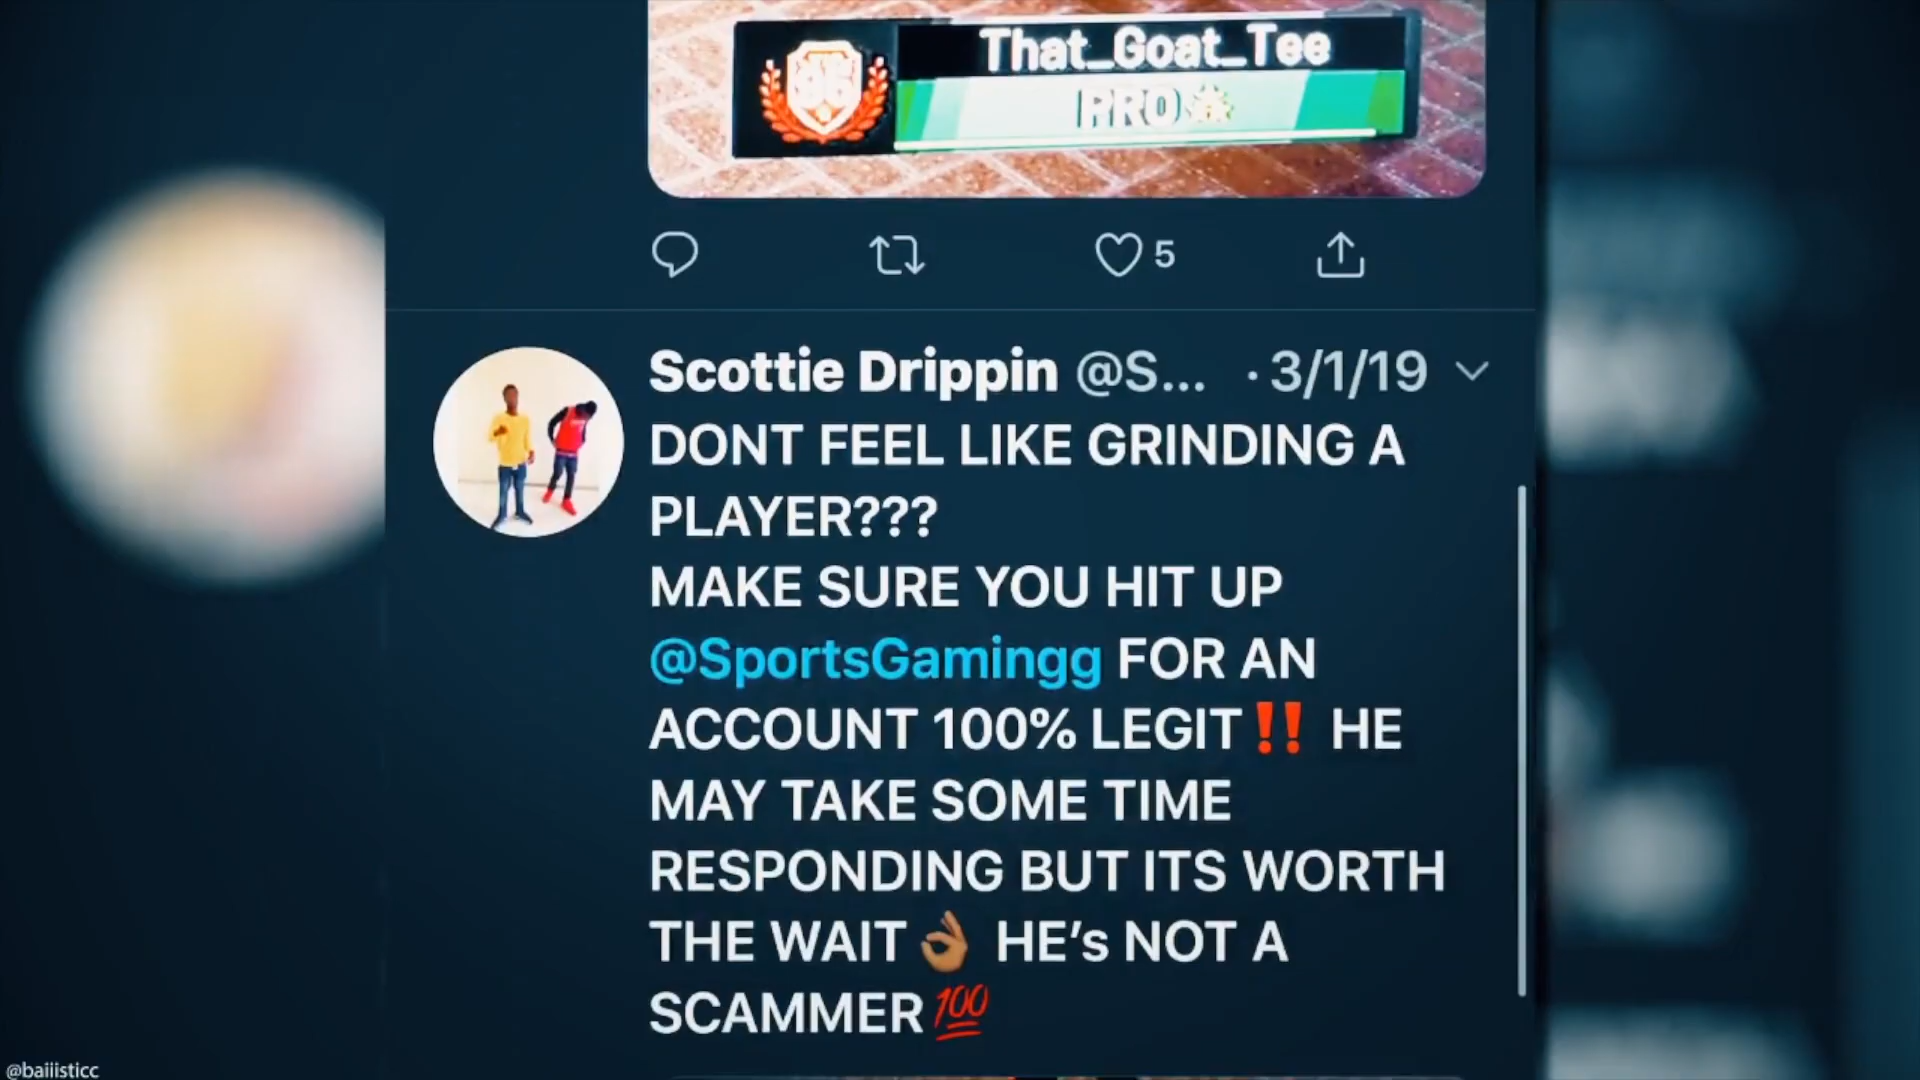 That_Goat_Tee
PRO
5
Scottie Drippin @S... · 3/1/19
DONT FEEL LIKE GRINDING A
PLAYER???
MAKE SURE YOU HIT UP
@SportsGamingg FOR AN
ACCOUNT 100% LEGIT‼️ HE
MAY TAKE SOME TIME
RESPONDING BUT ITS WORTH
THE WAIT👌🏾 HE’s NOT A
SCAMMER💯
@baiiisticc